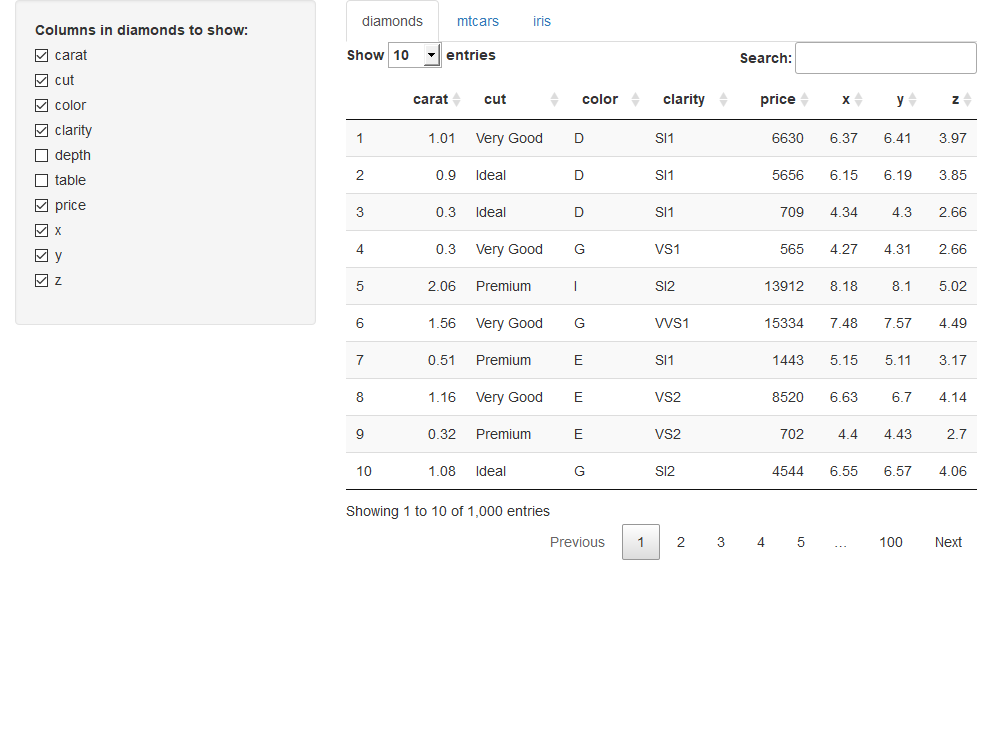 Columns in diamonds to show:
carat
cut
color
clarity
depth
table
price
x
y
z
diamonds mtcars iris
Show 10 entries Search:
carat cut color clarity price x y z
1 1.01 Very Good D SI1 6630 6.37 6.41 3.97
2 0.9 Ideal D SI1 5656 6.15 6.19 3.85
3 0.3 Ideal D SI1 709 4.34 4.3 2.66
4 0.3 Very Good G VS1 565 4.27 4.31 2.66
5 2.06 Premium I SI2 13912 8.18 8.1 5.02
6 1.56 Very Good G VVS1 15334 7.48 7.57 4.49
7 0.51 Premium E SI1 1443 5.15 5.11 3.17
8 1.16 Very Good E VS2 8520 6.63 6.7 4.14
9 0.32 Premium E VS2 702 4.4 4.43 2.7
10 1.08 Ideal G SI2 4544 6.55 6.57 4.06
Showing 1 to 10 of 1,000 entries
Previous 1 2 3 4 5 … 100 Next